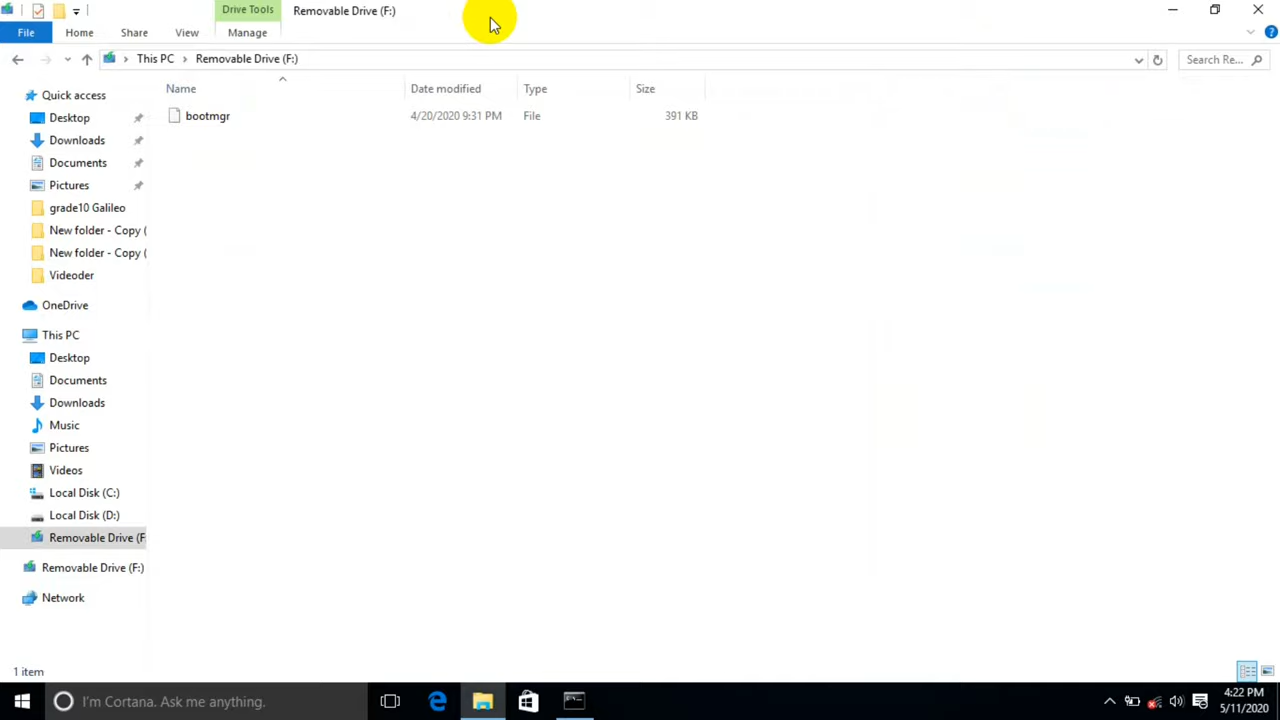 Drive Tools
Removable Drive (F:)
File
Home
Share
View
Manage
This PC
Removable Drive (F:)
Search Re...
Name
Date modified
Type
Size
bootmgr
4/20/2020 9:31 PM
File
391 KB
Quick access
Desktop
Downloads
Documents
Pictures
grade10 Galileo
New folder - Copy (
New folder - Copy (
Videoder
OneDrive
This PC
Desktop
Documents
Downloads
Music
Pictures
Videos
Local Disk (C:)
Local Disk (D:)
Removable Drive (F
Removable Drive (F:)
Network
1 item
I'm Cortana. Ask me anything.
4:22 PM
5/11/2020